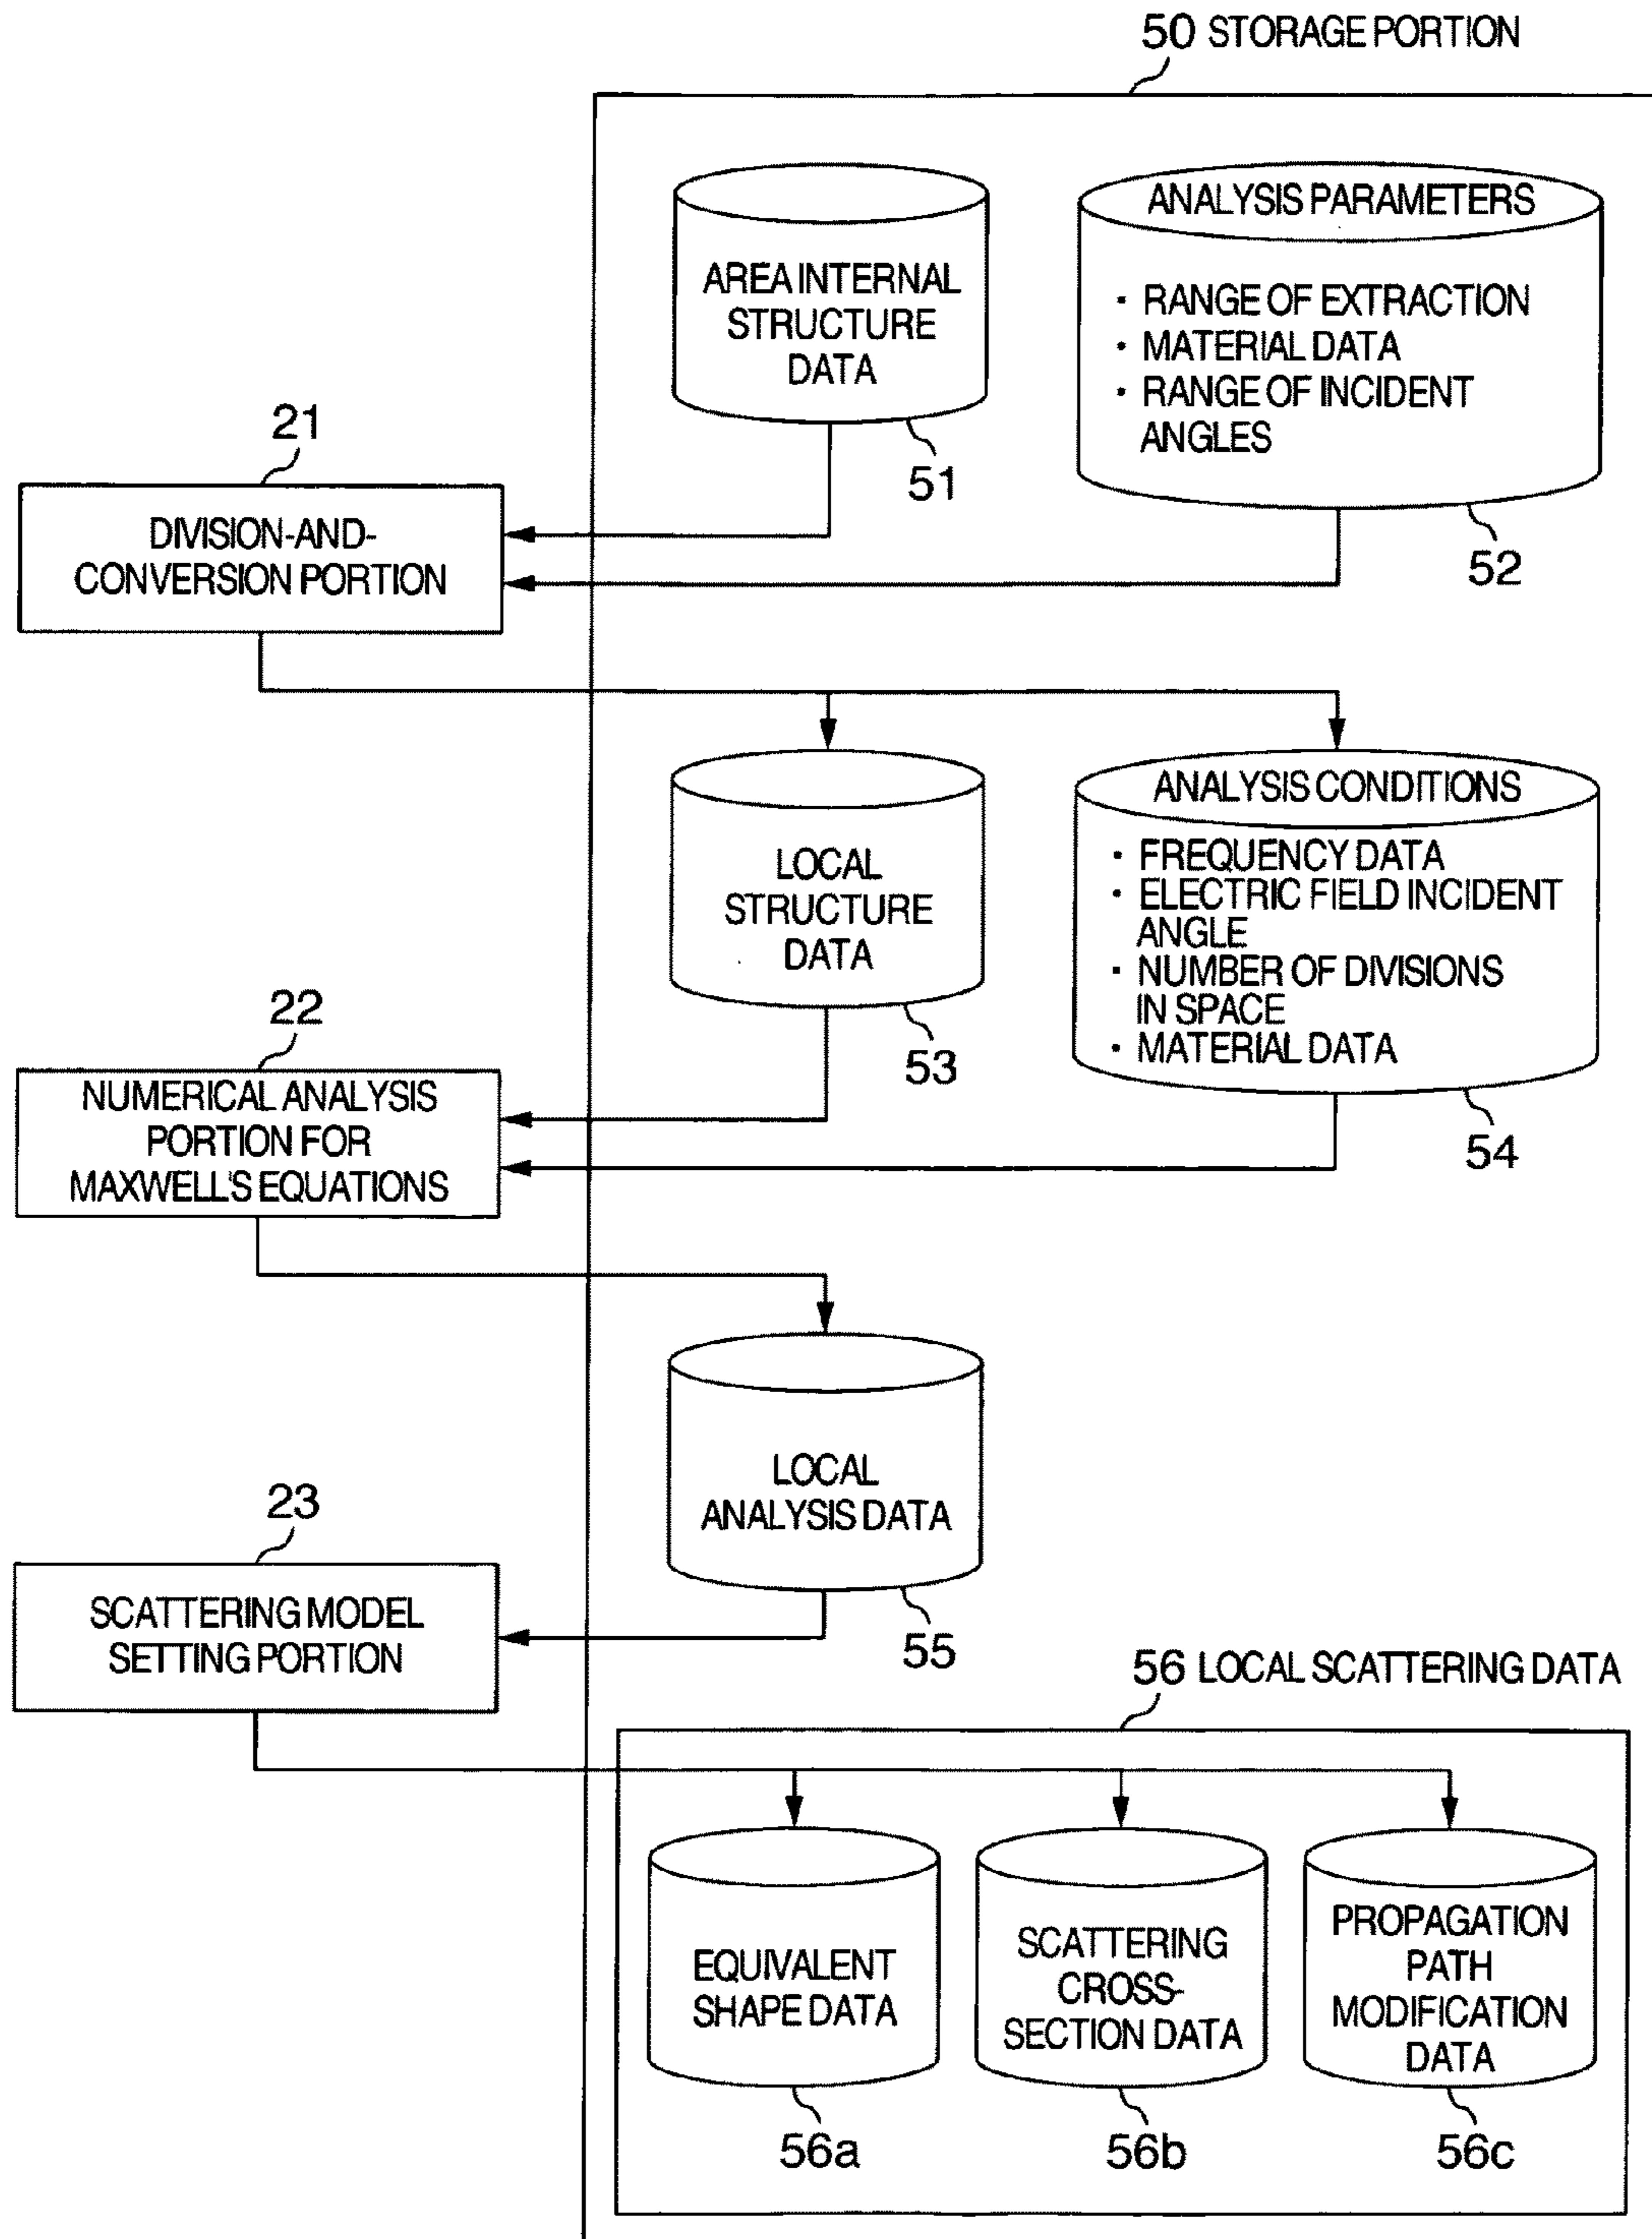 50 STORAGE PORTION
AREA INTERNAL
STRUCTURE
DATA
51
ANALYSIS PARAMETERS
· RANGE OF EXTRACTION
· MATERIAL DATA
· RANGE OF INCIDENT
ANGLES
52
21
DIVISION-AND-
CONVERSION PORTION
LOCAL
STRUCTURE
DATA
53
ANALYSIS CONDITIONS
· FREQUENCY DATA
· ELECTRIC FIELD INCIDENT
ANGLE
· NUMBER OF DIVISIONS
IN SPACE
· MATERIAL DATA
54
22
NUMERICAL ANALYSIS
PORTION FOR
MAXWELL'S EQUATIONS
LOCAL
ANALYSIS DATA
55
23
SCATTERING MODEL
SETTING PORTION
56 LOCAL SCATTERING DATA
EQUIVALENT
SHAPE DATA
56a
SCATTERING
CROSS-
SECTION DATA
56b
PROPAGATION
PATH
MODIFICATION
DATA
56c